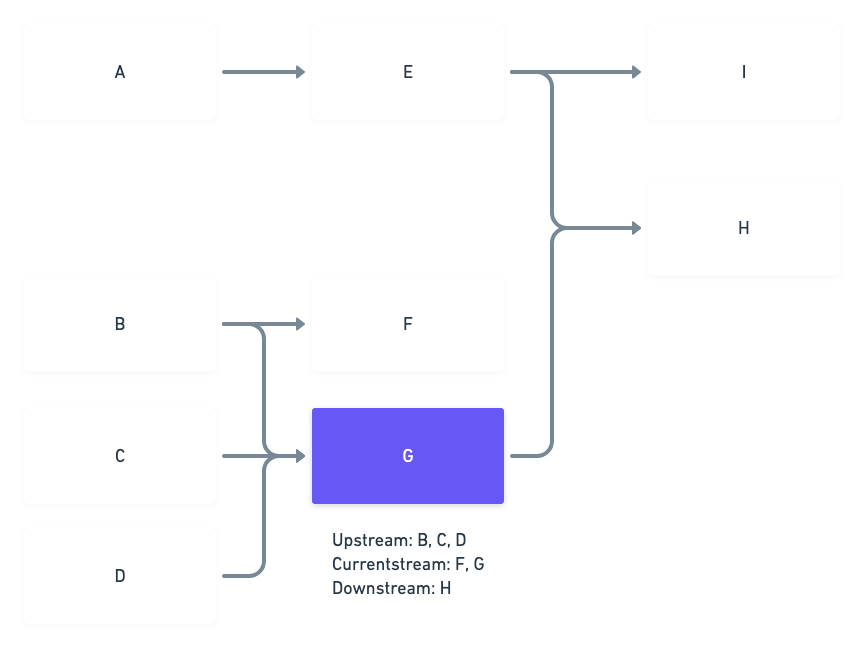 A
E
I
H
B
F
C
G
D
Upstream: B, C, D
Currentstream: F, G
Downstream: H